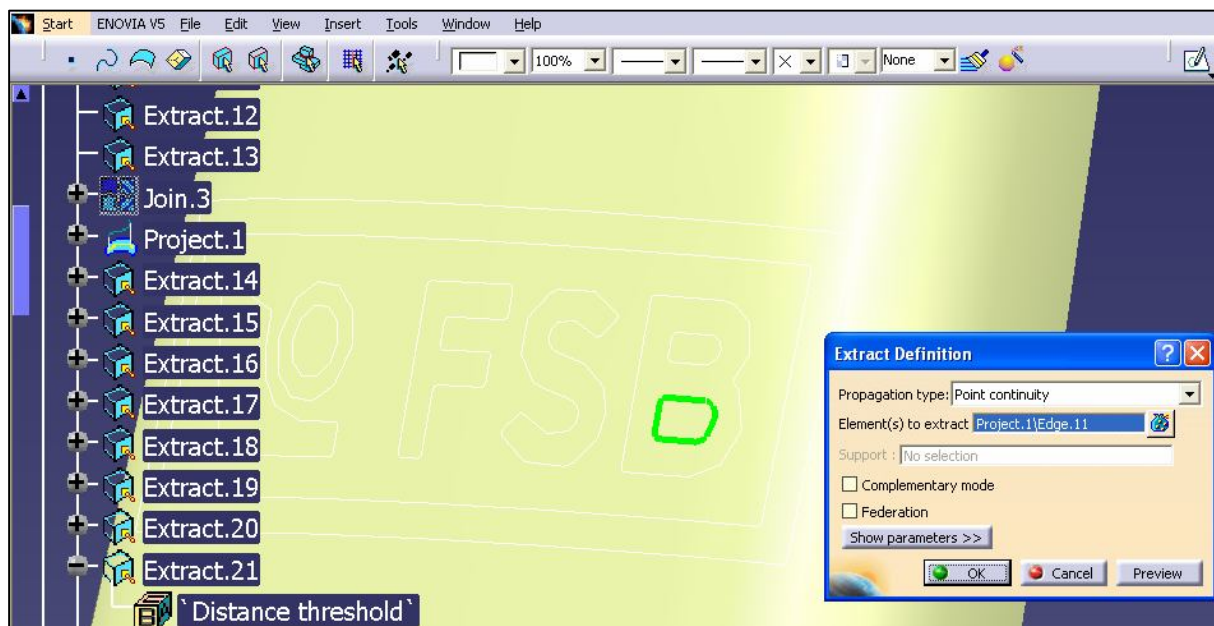 Start ENOVIA V5 File Edit View Insert Tools Window Help
100% None
Extract.12
Extract.13
Join.3
Project.1
Extract.14
Extract.15
Extract.16
Extract.17
Extract.18
Extract.19
Extract.20
Extract.21
`Distance threshold`
FSB
Extract Definition
Propagation type: Point continuity
Element(s) to extract Project.1\Edge.11
Support : No selection
Complementary mode
Federation
Show parameters >>
OK Cancel Preview